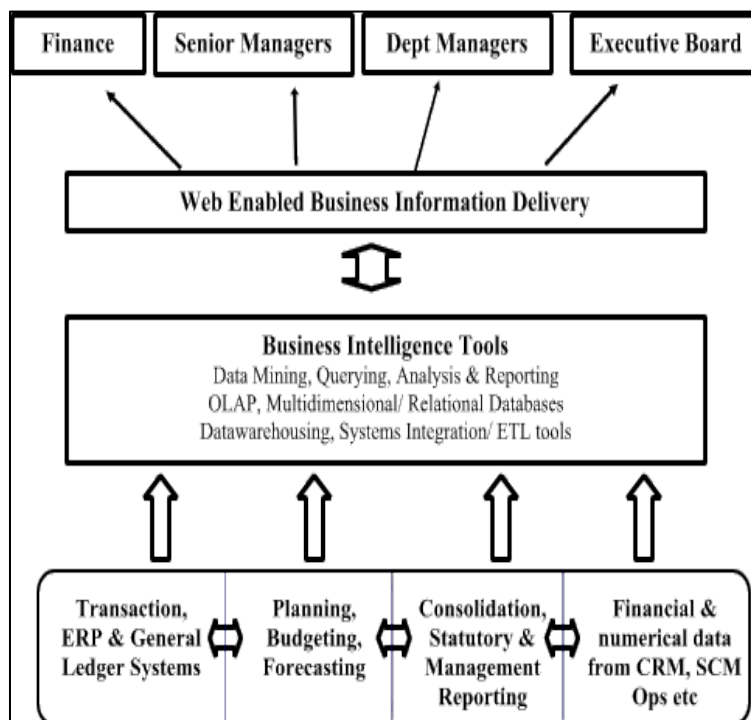 Finance
Senior Managers
Dept Managers
Executive Board
Web Enabled Business Information Delivery
Business Intelligence Tools
Data Mining, Querying, Analysis & Reporting
OLAP, Multidimensional/ Relational Databases
Datawarehousing, Systems Integration/ ETL tools
Transaction,
ERP & General
Ledger Systems
Planning,
Budgeting,
Forecasting
Consolidation,
Statutory &
Management
Reporting
Financial &
numerical data
from CRM, SCM
Ops etc